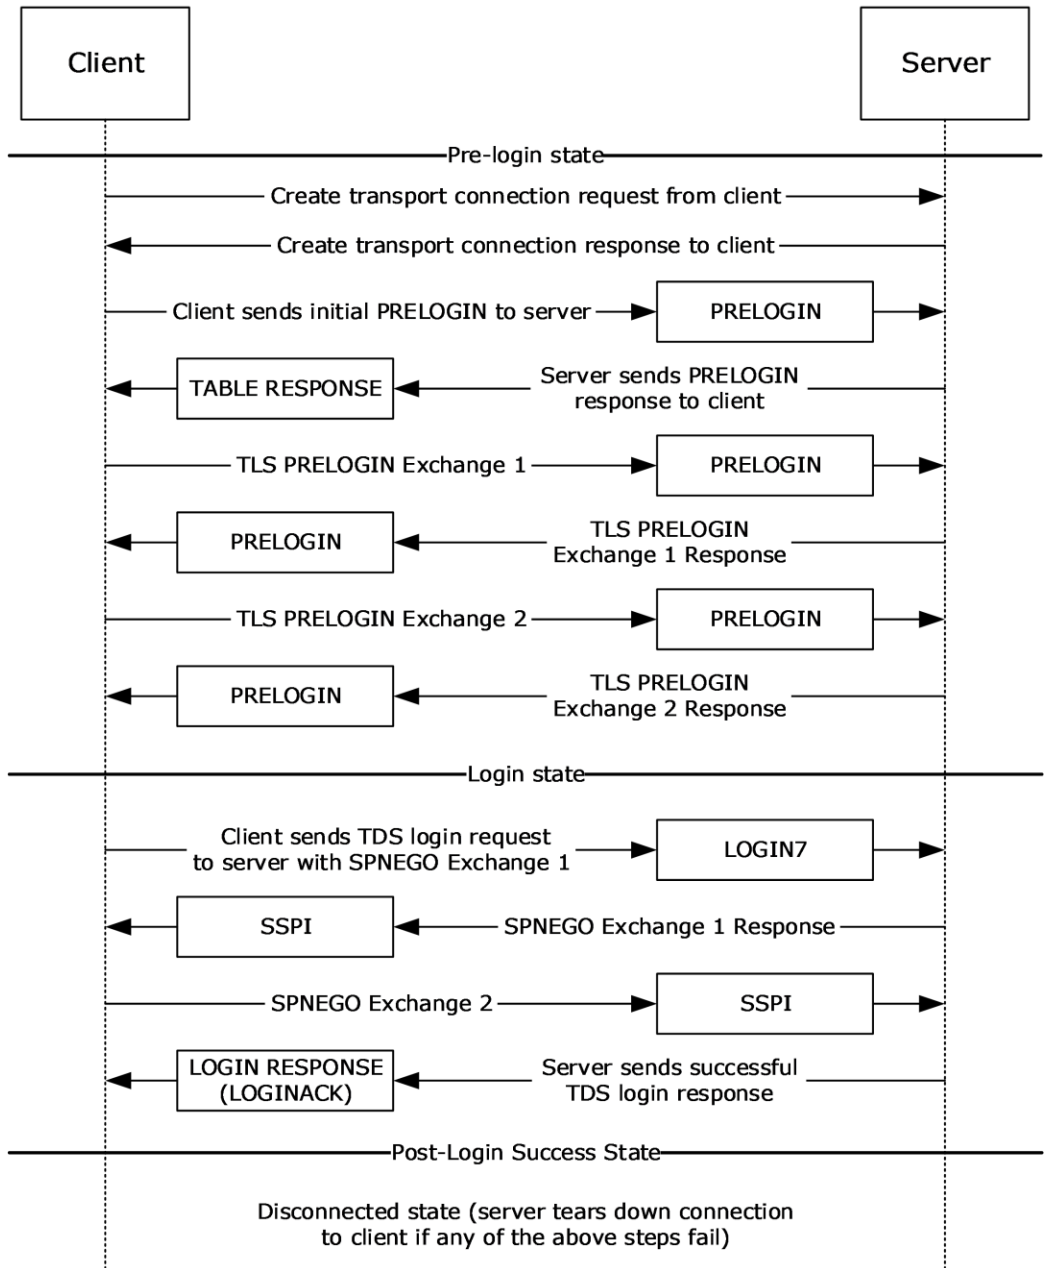 Client
Server
Pre-login state
Create transport connection request from client
Create transport connection response to client
Client sends initial PRELOGIN to server
PRELOGIN
TABLE RESPONSE
Server sends PRELOGIN
response to client
TLS PRELOGIN Exchange 1
PRELOGIN
PRELOGIN
TLS PRELOGIN
Exchange 1 Response
TLS PRELOGIN Exchange 2
PRELOGIN
PRELOGIN
TLS PRELOGIN
Exchange 2 Response
Login state
Client sends TDS login request
to server with SPNEGO Exchange 1
LOGIN7
SSPI
SPNEGO Exchange 1 Response
SPNEGO Exchange 2
SSPI
LOGIN RESPONSE
(LOGINACK)
Server sends successful
TDS login response
Post-Login Success State
Disconnected state (server tears down connection
to client if any of the above steps fail)